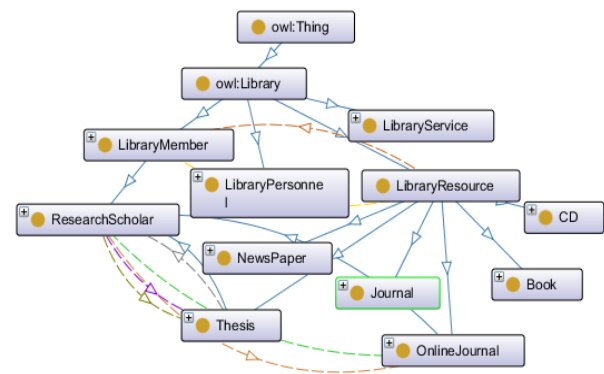 owl:Thing
owl:Library
LibraryService
LibraryMember
LibraryPersonne
l
LibraryResource
ResearchScholar
CD
NewsPaper
Journal
Book
Thesis
OnlineJournal